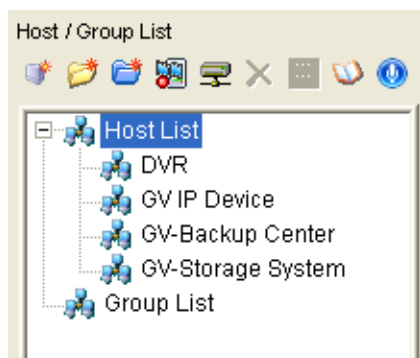 Host / Group List
Host List
DVR
GV IP Device
GV-Backup Center
GV-Storage System
Group List